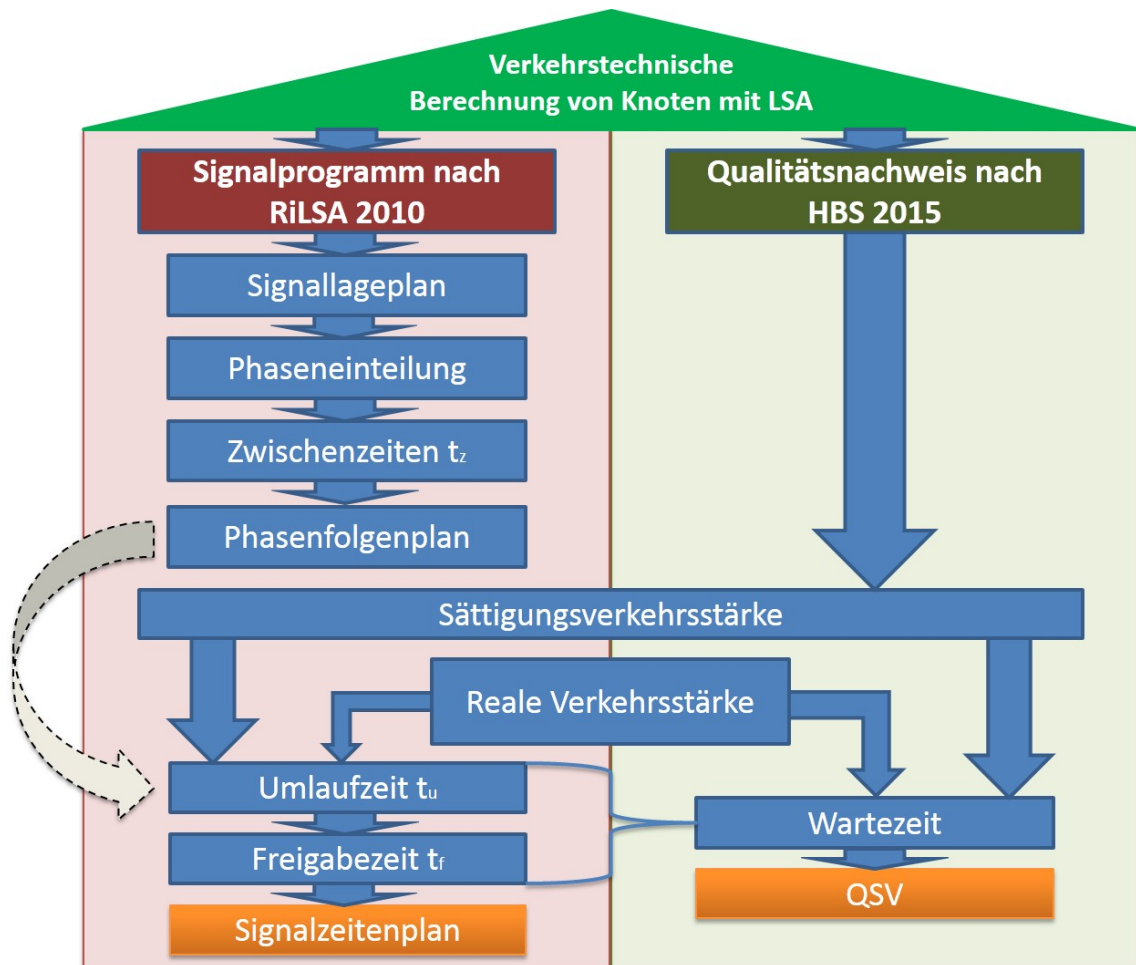 Verkehrstechnische
Berechnung von Knoten mit LSA
Signalprogramm nach
RiLSA 2010
Signallageplan
Phaseneinteilung
Zwischenzeiten tz
Phasenfolgenplan
Qualitätsnachweis nach
HBS 2015
Sättigungsverkehrsstärke
Reale Verkehrsstärke
Umlaufzeit tu
Freigabezeit tf
Signalzeitenplan
Wartezeit
QSV